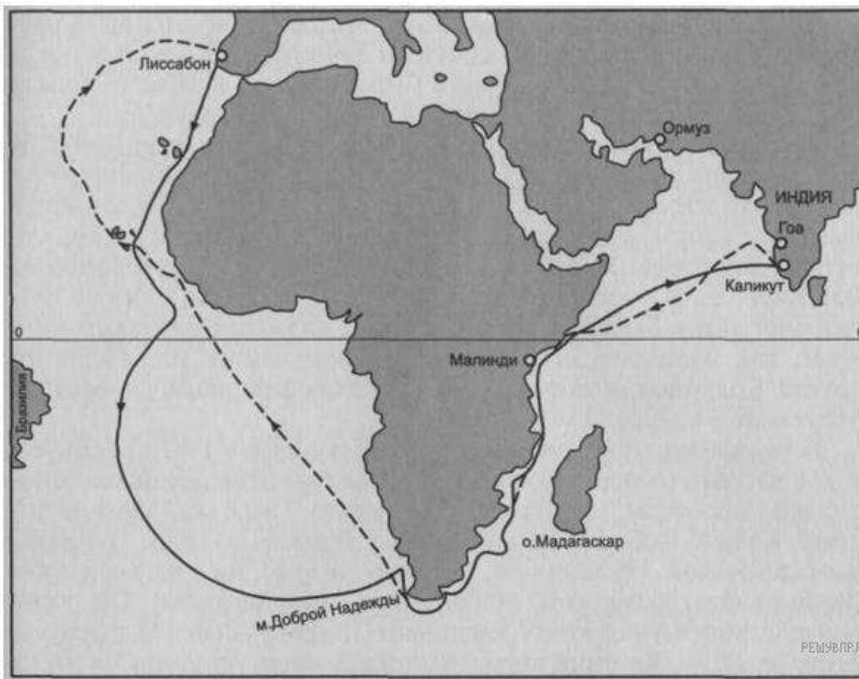 Лиссабон
Ормуз
ИНДИЯ
Гоа
Каликут
0
Малинди
Бразилия
о.Мадагаскар
м.Доброй Надежды
РЕШУВПР.Р